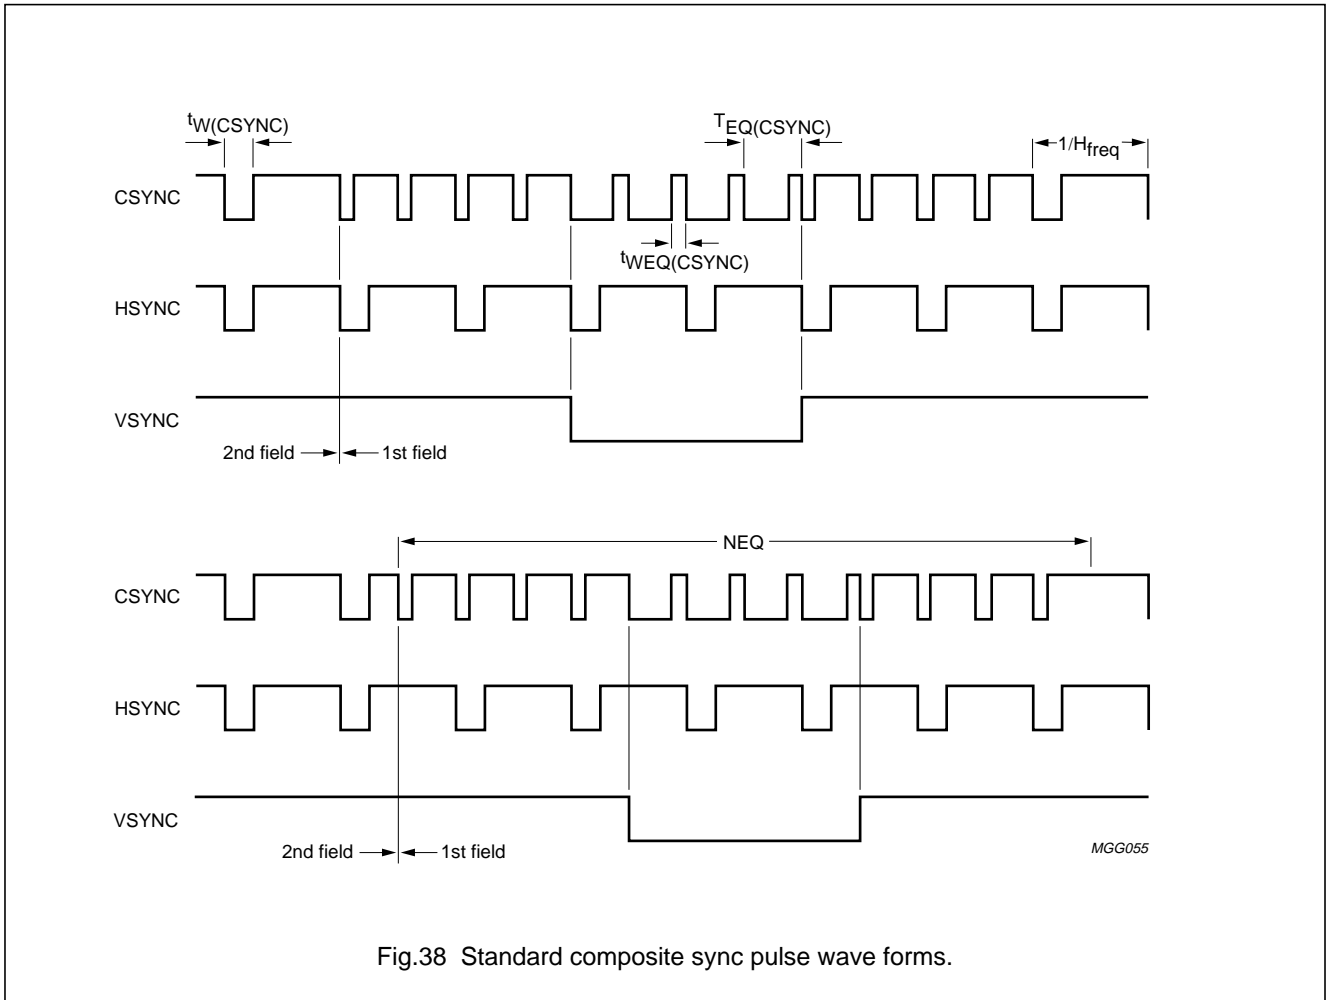 tW(CSYNC)
TEQ(CSYNC)
1/Hfreq
CSYNC
tWEQ(CSYNC)
HSYNC
VSYNC
2nd field
1st field
NEQ
CSYNC
HSYNC
VSYNC
2nd field
1st field
MGG055
Fig.38 Standard composite sync pulse wave forms.